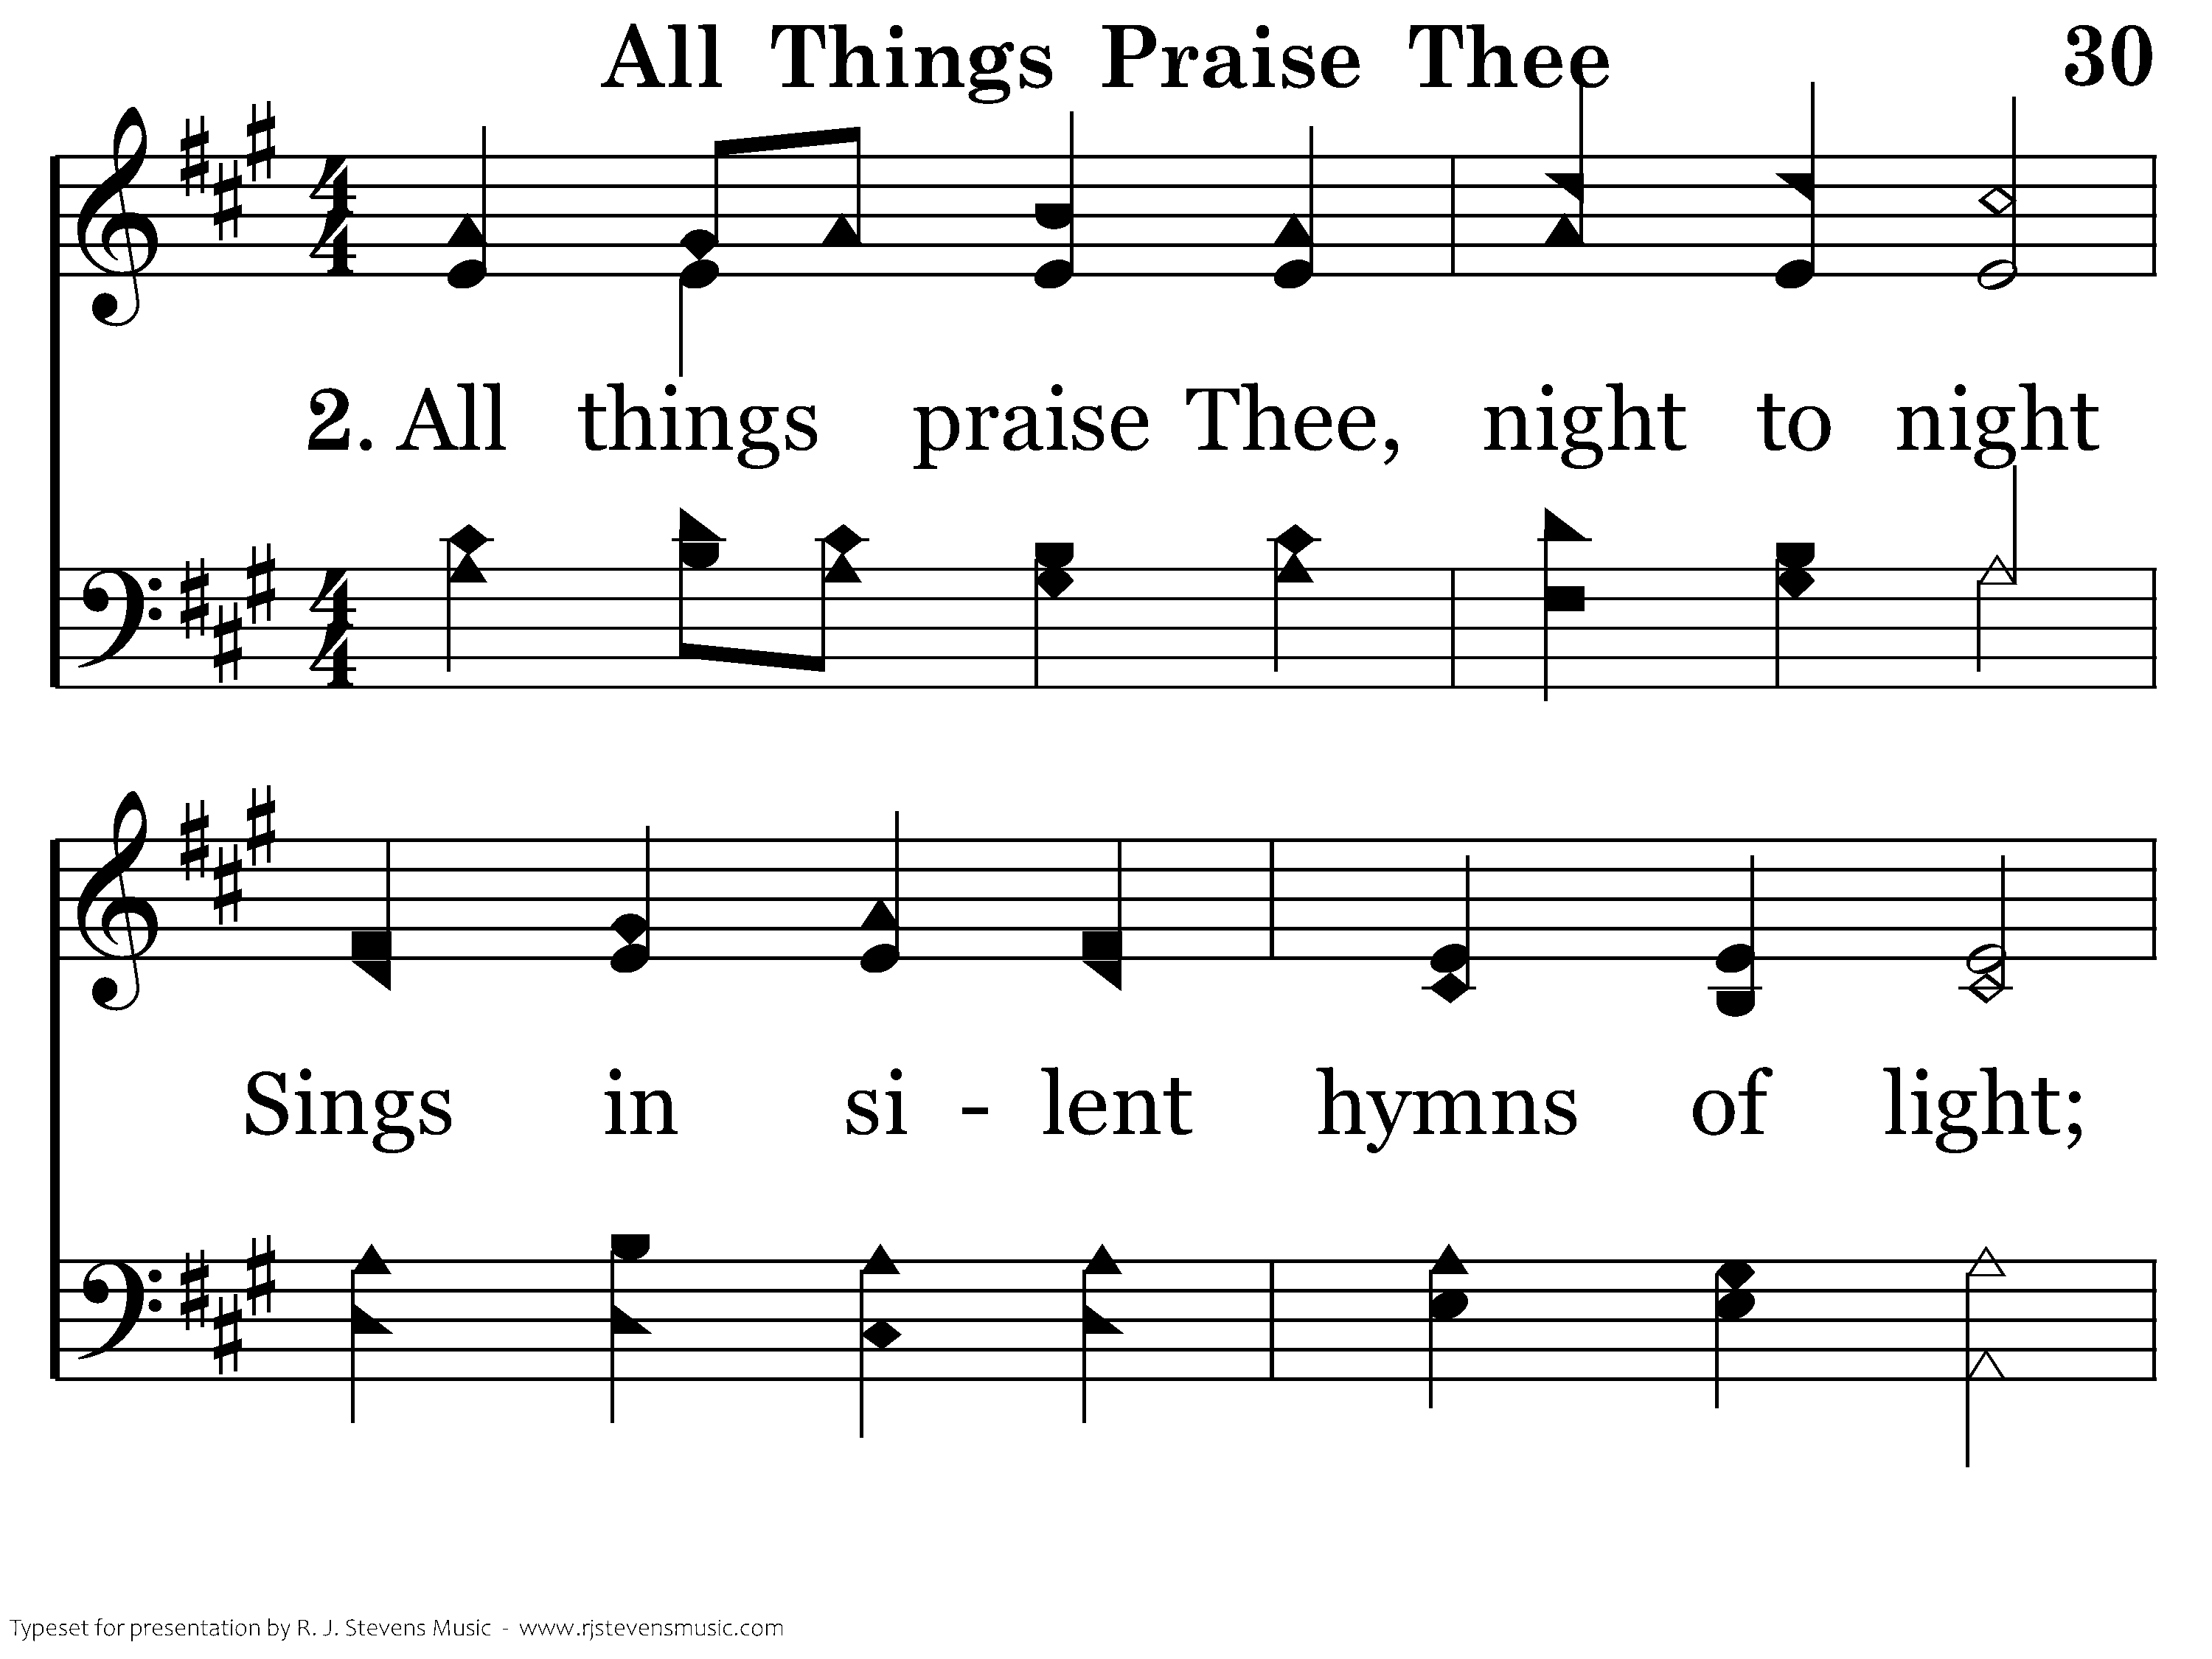 All Things Praise Thee 30
2. All things praise Thee, night to night
Sings in si - lent hymns of light;
Typeset for presentation by R. J. Stevens Music - www.rjstevensmusic.com